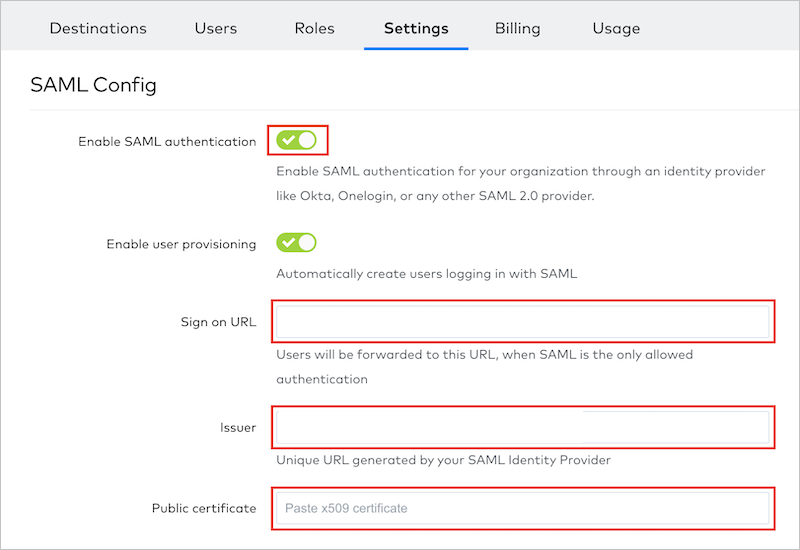 Destinations Users Roles Settings Billing Usage
SAML Config
Enable SAML authentication
Enable SAML authentication for your organization through an identity provider
like Okta, Onelogin, or any other SAML 2.0 provider.
Enable user provisioning
Automatically create users logging in with SAML
Sign on URL
Users will be forwarded to this URL, when SAML is the only allowed
authentication
Issuer
Unique URL generated by your SAML Identity Provider
Public certificate
Paste x509 certificate